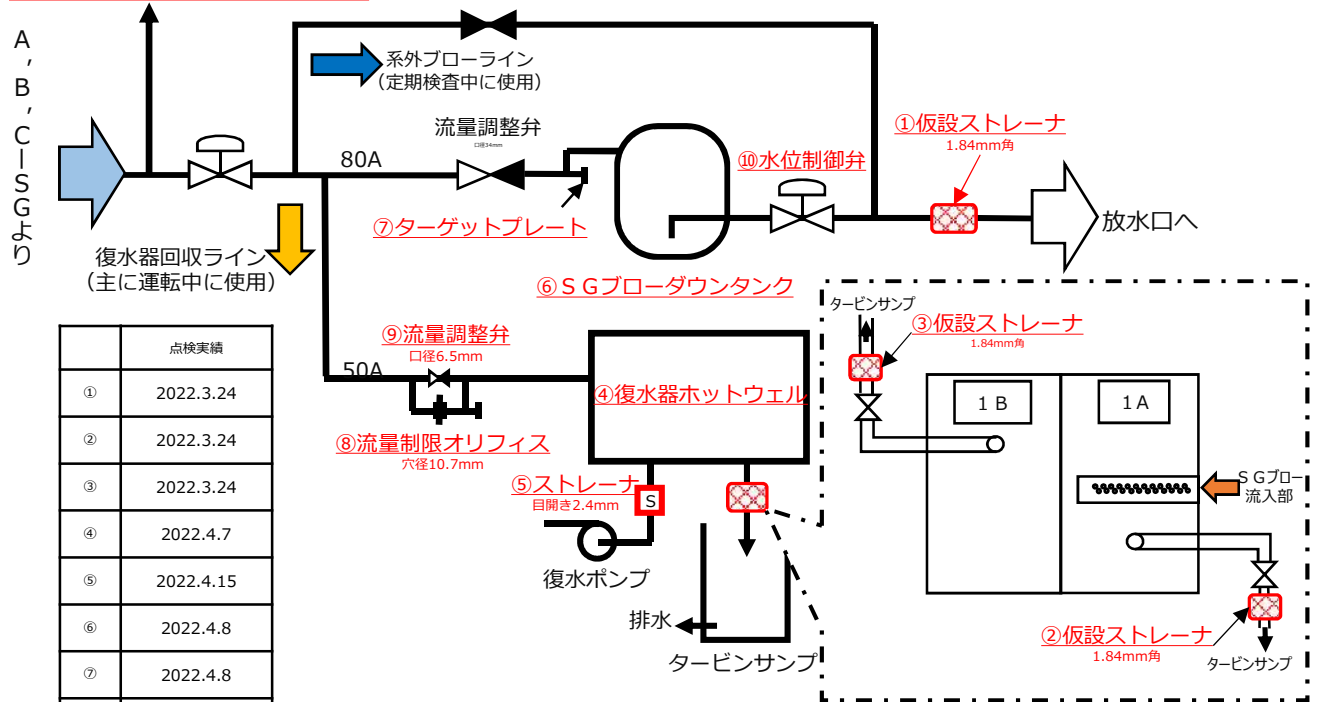 A,B,C-SGより
系外ブローライン
(定期検査中に使用)
流量調整弁
口径34mm
80A
⑦ターゲットプレート
⑩水位制御弁
①仮設ストレーナ
1.84mm角
放水口へ
復水器回収ライン
(主に運転中に使用)
⑥ＳＧブローダウンタンク
⑨流量調整弁
口径6.5mm
50A
④復水器ホットウェル
⑧流量制限オリフィス
穴径10.7mm
⑤ストレーナ
目開き2.4mm
S
復水ポンプ
排水
タービンサンプ
タービンサンプ
③仮設ストレーナ
1.84mm角
1B
1A
ＳＧブロー
流入部
②仮設ストレーナ
1.84mm角
タービンサンプ
点検実績
① 2022.3.24
② 2022.3.24
③ 2022.3.24
④ 2022.4.7
⑤ 2022.4.15
⑥ 2022.4.8
⑦ 2022.4.8